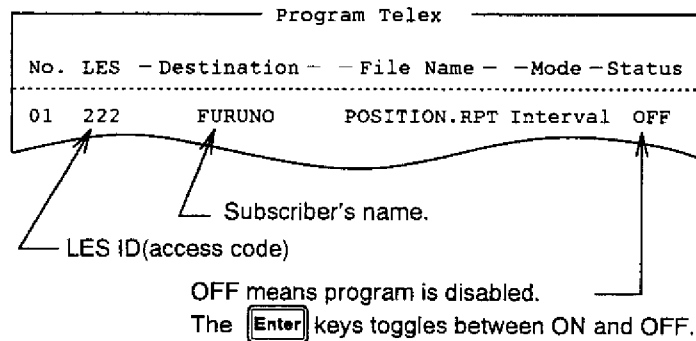 Program Telex
No. LES - Destination - - File Name - - Mode - Status
01 222 FURUNO POSITION.RPT Interval OFF
Subscriber's name.
LES ID(access code)
OFF means program is disabled.
The Enter keys toggles between ON and OFF.